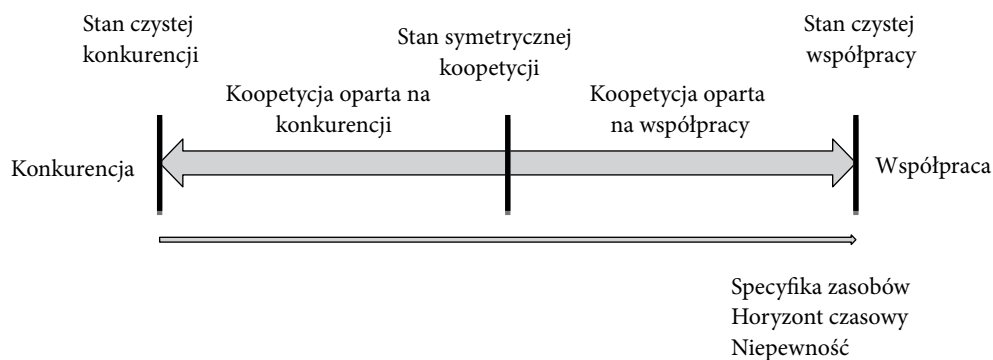 Stan czystej
konkurencji
Stan symetrycznej
koopetycji
Stan czystej
współpracy
Koopetycja oparta na
konkurencji
Koopetycja oparta
na współpracy
Konkurencja
Współpraca
Specyfika zasobów
Horyzont czasowy
Niepewność